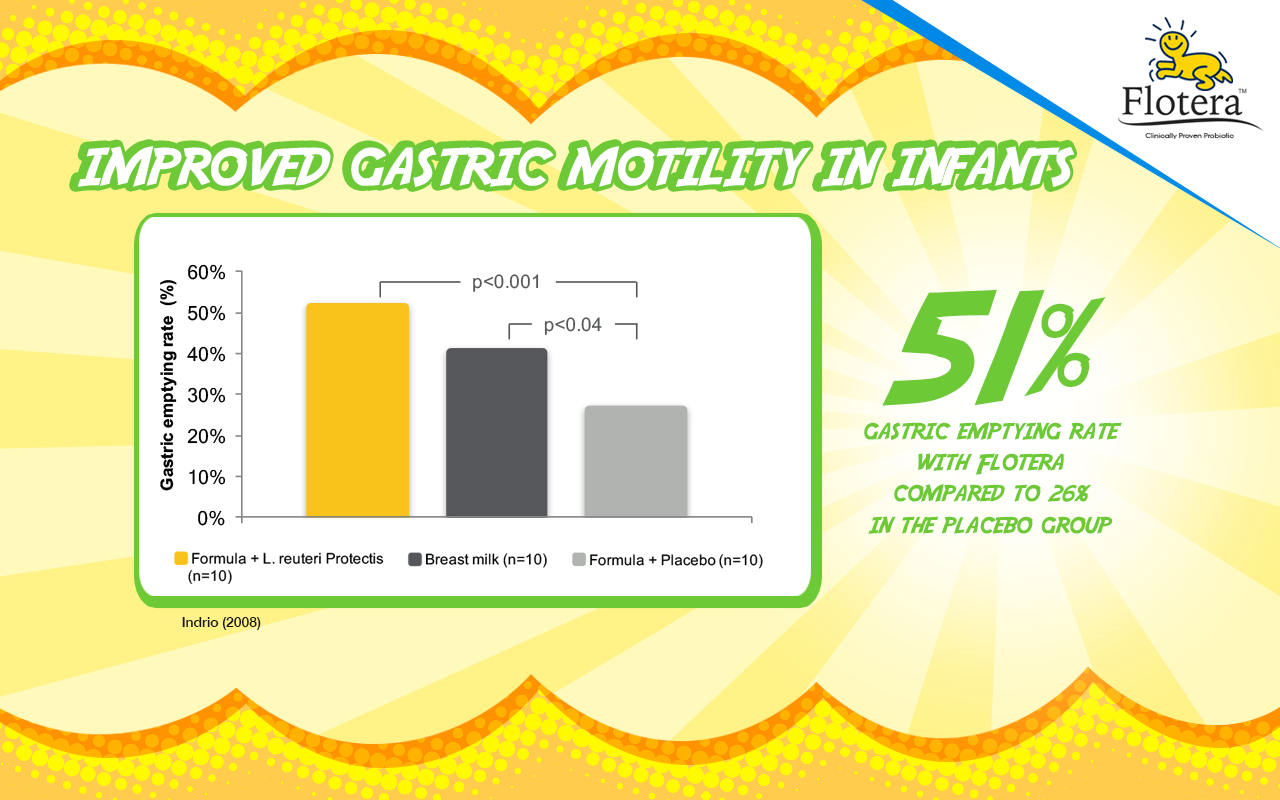 Flotera™
Clinically Proven Probiotic
IMPROVED GASTRIC MOTILITY IN INFANTS
Gastric emptying rate (%)
60%
50%
40%
30%
20%
10%
0%
p<0.001
p<0.04
Formula + L. reuteri Protectis
(n=10)
Breast milk (n=10)
Formula + Placebo (n=10)
Indrio (2008)
51%
GASTRIC EMPTYING RATE
WITH FLOTERA
COMPARED TO 26%
IN THE PLACEBO GROUP